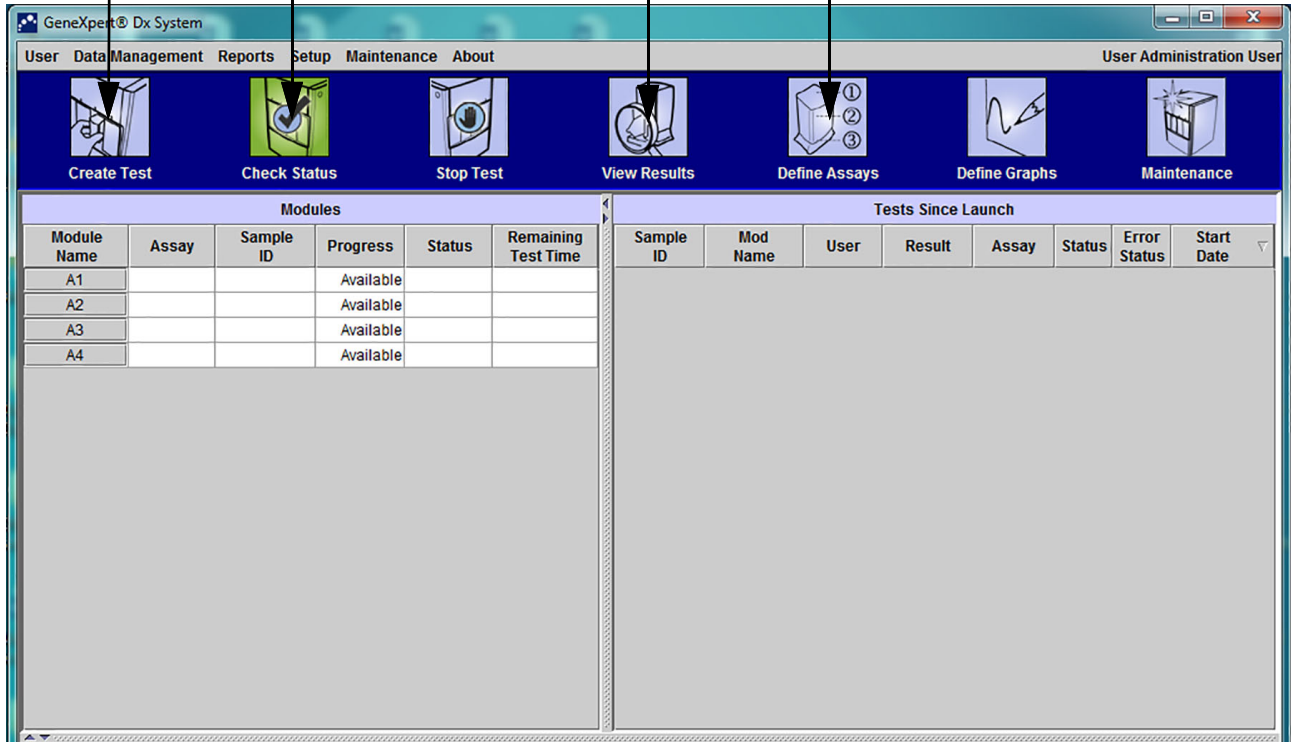 GeneXpert® Dx System
User Data Management Reports Setup Maintenance About User Administration User
① 
②
③
Create Test Check Status Stop Test View Results Define Assays Define Graphs Maintenance
Modules Tests Since Launch
Module Name Assay Sample ID Progress Status Remaining Test Time Sample ID Mod Name User Result Assay Status Error Status Start Date
A1 Available
A2 Available
A3 Available
A4 Available